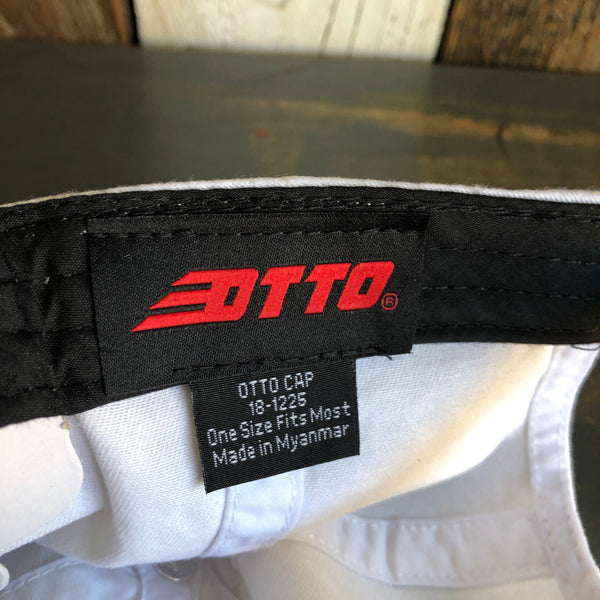 OTTO®
OTTO CAP
18-1225
One Size Fits Most
Made in Myanmar